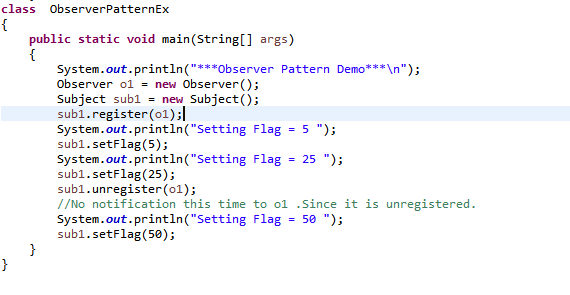 class  ObserverPatternEx
{
    public static void main(String[] args)
    {
        System.out.println("***Observer Pattern Demo***\n");
        Observer o1 = new Observer();
        Subject sub1 = new Subject();
        sub1.register(o1);
        System.out.println("Setting Flag = 5 ");
        sub1.setFlag(5);
        System.out.println("Setting Flag = 25 ");
        sub1.setFlag(25);
        sub1.unregister(o1);
        //No notification this time to o1 .Since it is unregistered.
        System.out.println("Setting Flag = 50 ");
        sub1.setFlag(50);
    }
}